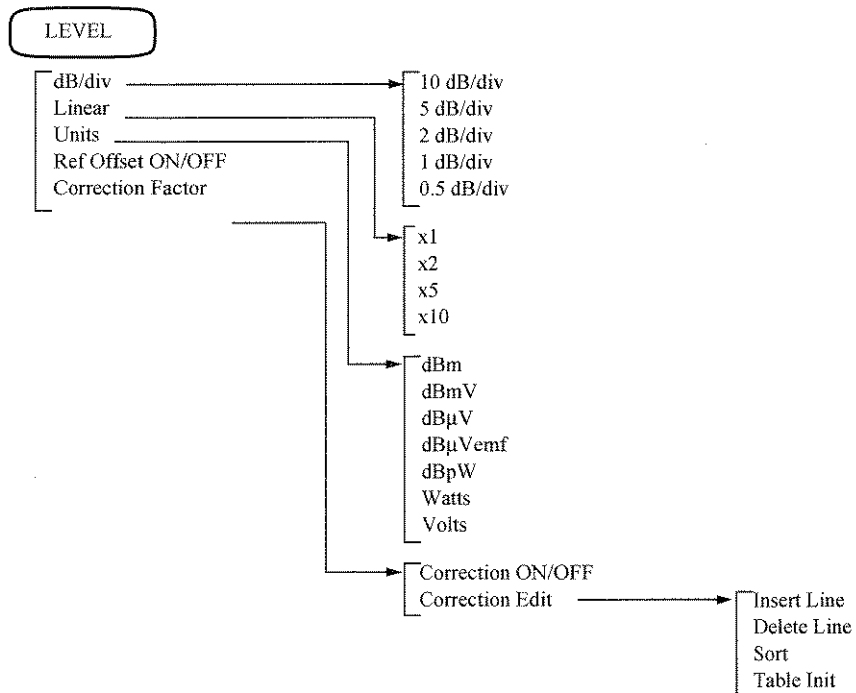 LEVEL
dB/div
Linear
Units
Ref Offset ON/OFF
Correction Factor
10 dB/div
5 dB/div
2 dB/div
1 dB/div
0.5 dB/div
x1
x2
x5
x10
dBm
dBmV
dBµV
dBµVemf
dBpW
Watts
Volts
Correction ON/OFF
Correction Edit
Insert Line
Delete Line
Sort
Table Init